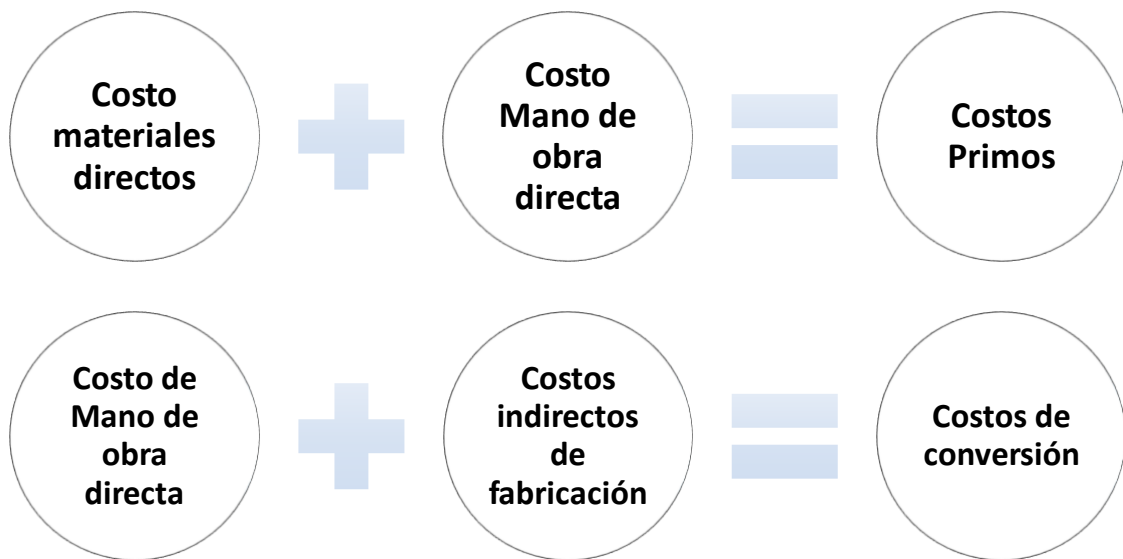 Costo
materiales
directos
Costo
Mano de
obra
directa
Costos
Primos
Costo de
Mano de
obra
directa
Costos
indirectos
de
fabricación
Costos de
conversión